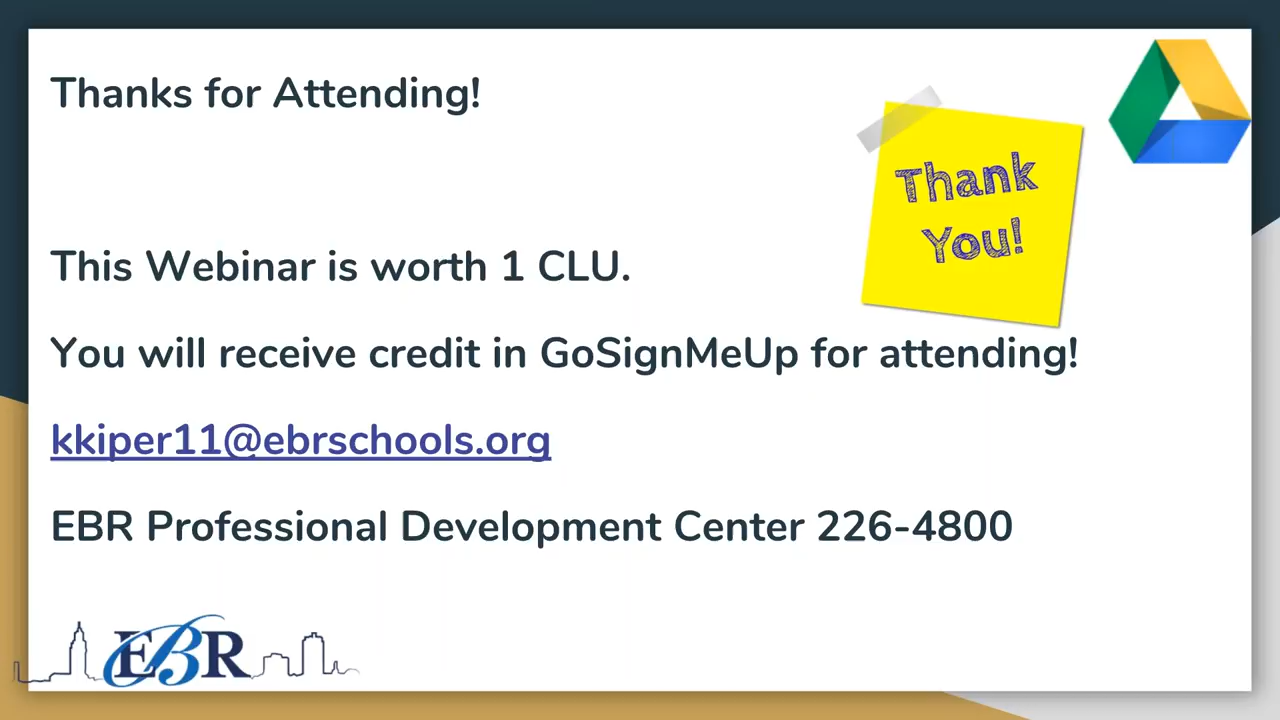 Thanks for Attending!
Thank
You!
This Webinar is worth 1 CLU.
You will receive credit in GoSignMeUp for attending!
kkiper11@ebrschools.org
EBR Professional Development Center 226-4800
EBR